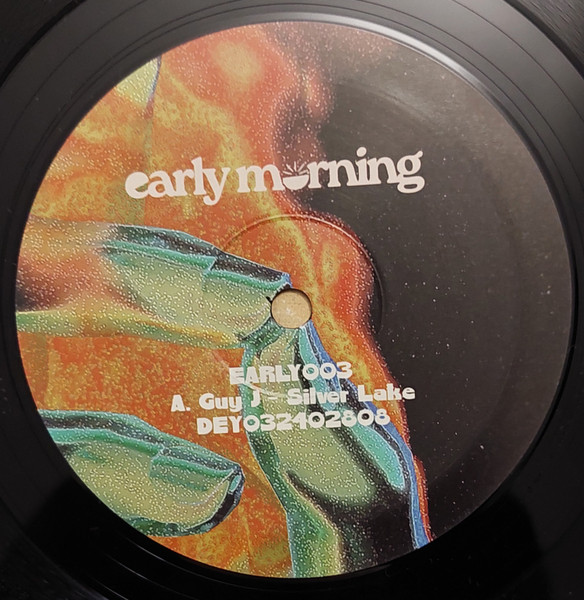 early morning
EARLY003
A. Guy J - Silver Lake
DEY032402808